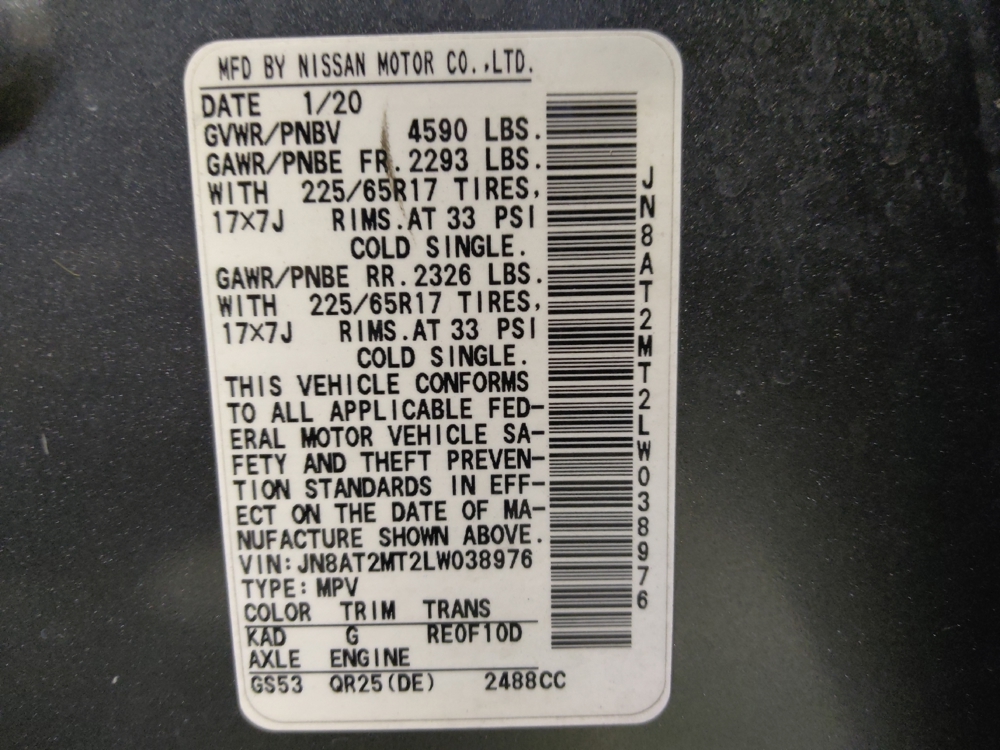 MFD BY NISSAN MOTOR CO.,LTD.
DATE 1/20
GVWR/PNBV 4590 LBS.
GAWR/PNBE FR. 2293 LBS.
WITH 225/65R17 TIRES,
17X7J RIMS.AT 33 PSI
COLD SINGLE.
GAWR/PNBE RR. 2326 LBS.
WITH 225/65R17 TIRES,
17X7J RIMS.AT 33 PSI
COLD SINGLE.
THIS VEHICLE CONFORMS
TO ALL APPLICABLE FED-
ERAL MOTOR VEHICLE SA-
FETY AND THEFT PREVEN-
TION STANDARDS IN EFF-
ECT ON THE DATE OF MA-
NUFACTURE SHOWN ABOVE.
VIN:JN8AT2MT2LW038976
TYPE:MPV
COLOR TRIM TRANS
KAD G RE0F10D
AXLE ENGINE
GS53 QR25(DE) 2488CC
JN8AT2MT2LW038976